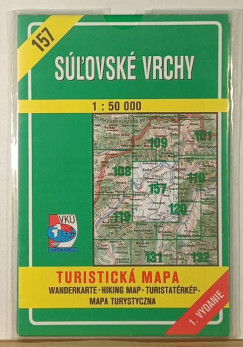 157
SÚĽOVSKÉ VRCHY
1 : 50 000
101
109
108
110
157
119
120
131
132
VKÚ
TURISTICKÁ MAPA
WANDERKARTE · HIKING MAP · TURISTATÉRKÉP ·
MAPA TURYSTYCZNA
1. VYDANIE